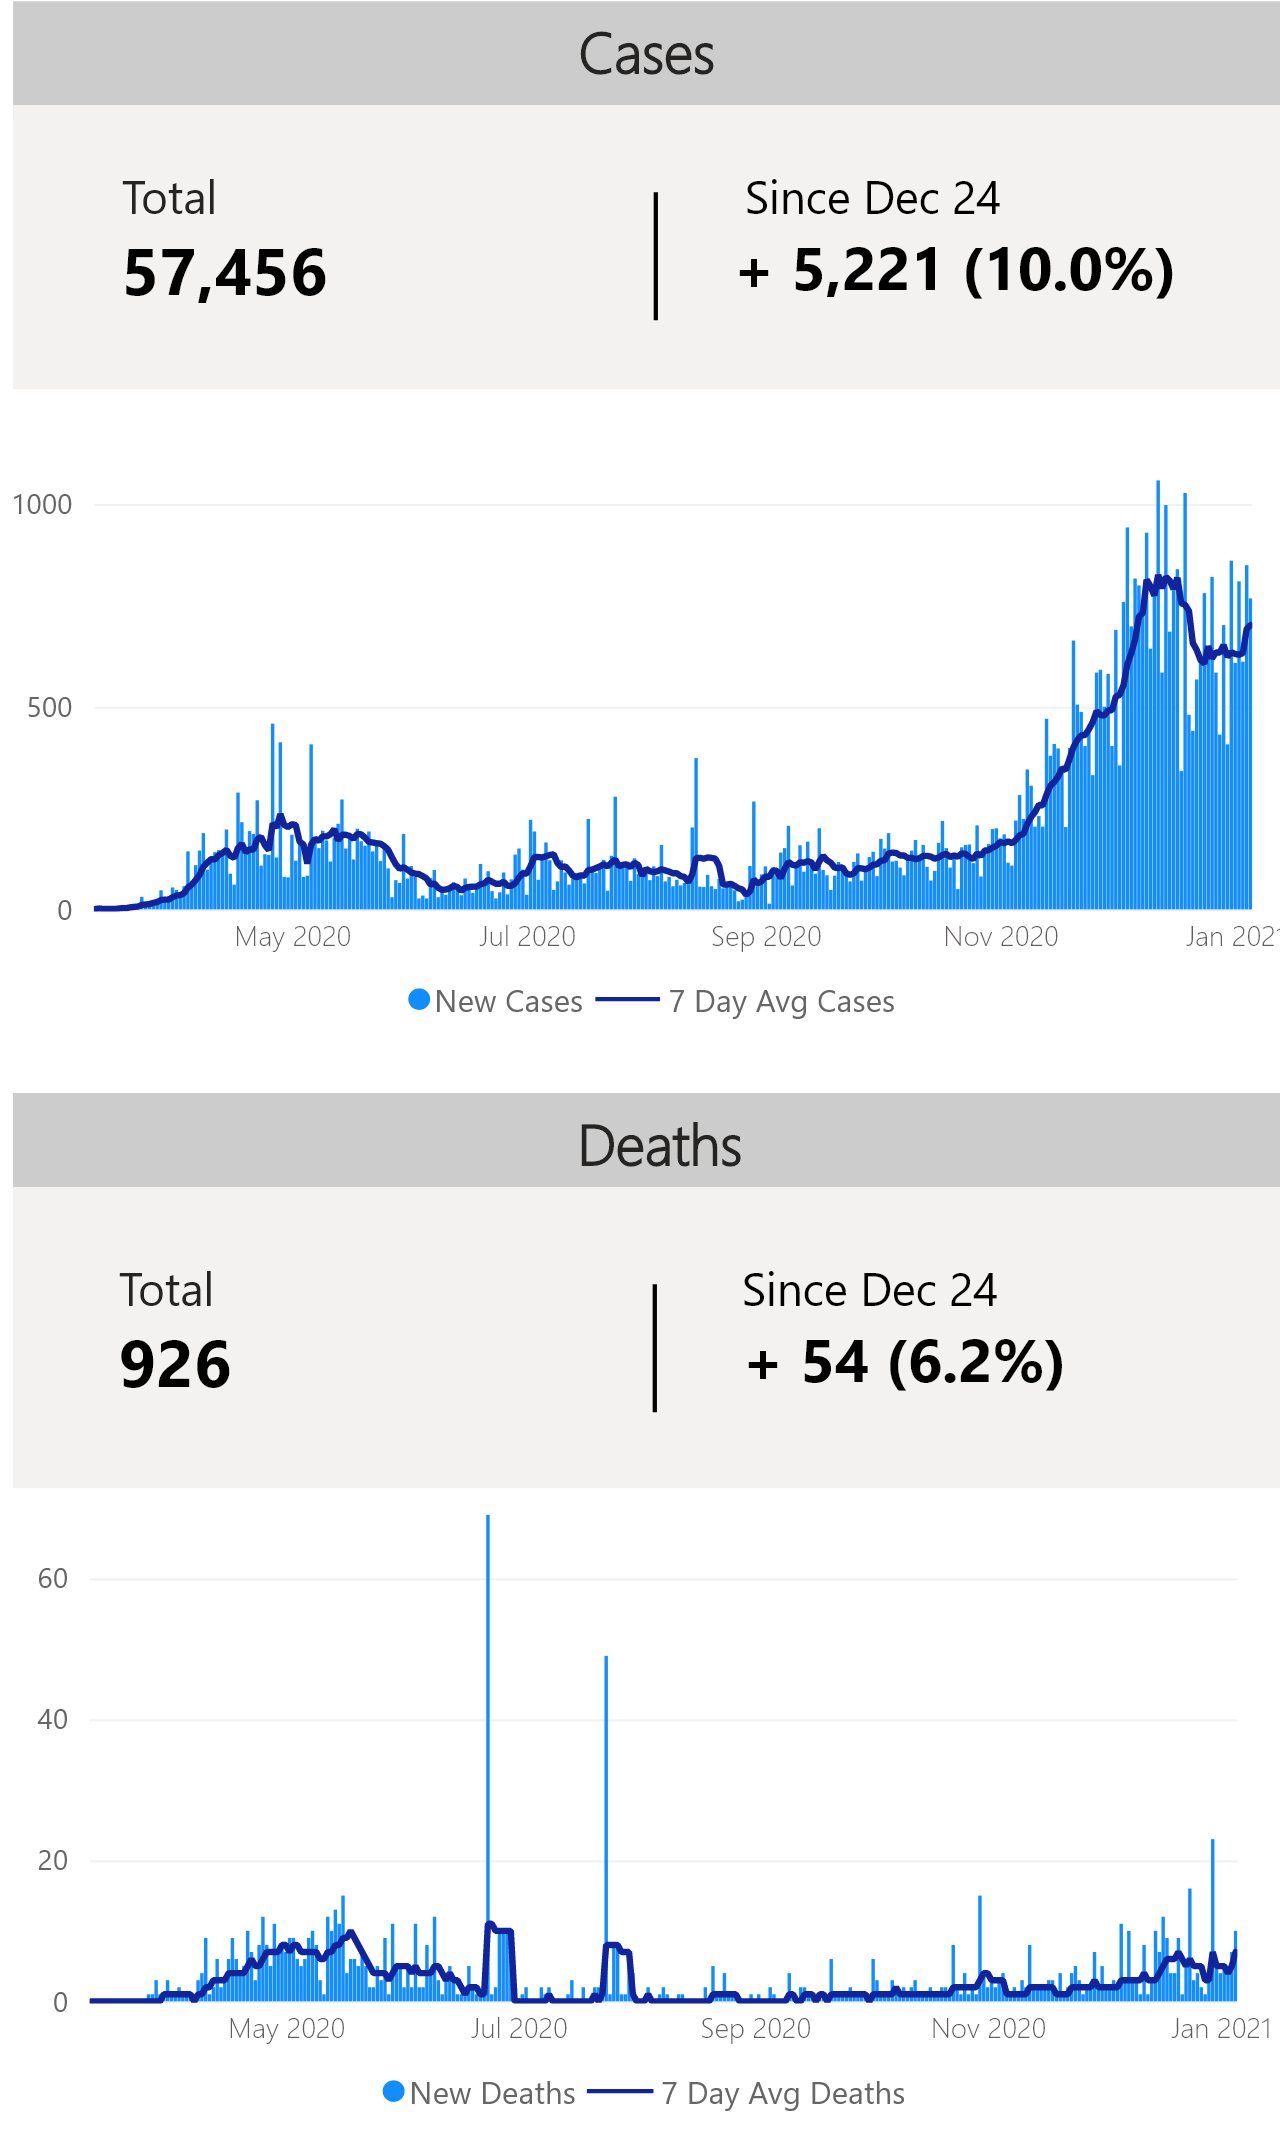 Cases
Total
Since Dec 24
57,456
+ 5,221 (10.0%)
1000
500
0
May 2020
Jul 2020
Sep 2020
Nov 2020
Jan 2021
New Cases
7 Day Avg Cases
Deaths
Total
Since Dec 24
926
+ 54 (6.2%)
60
40
20
0
May 2020
Jul 2020
Sep 2020
Nov 2020
Jan 2021
New Deaths
7 Day Avg Deaths